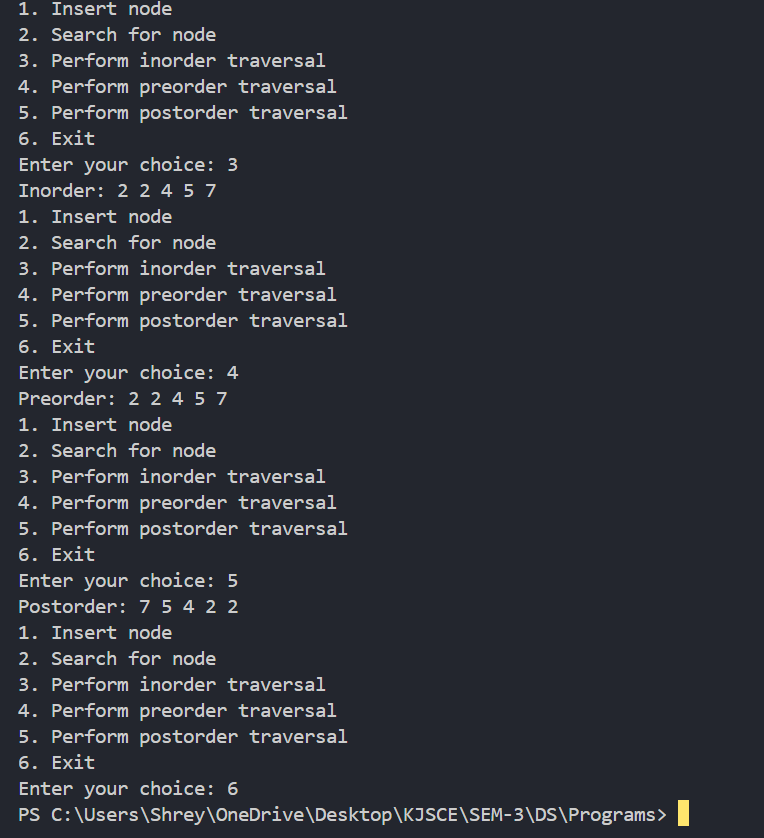 1. Insert node
2. Search for node
3. Perform inorder traversal
4. Perform preorder traversal
5. Perform postorder traversal
6. Exit
Enter your choice: 3
Inorder: 2 2 4 5 7
1. Insert node
2. Search for node
3. Perform inorder traversal
4. Perform preorder traversal
5. Perform postorder traversal
6. Exit
Enter your choice: 4
Preorder: 2 2 4 5 7
1. Insert node
2. Search for node
3. Perform inorder traversal
4. Perform preorder traversal
5. Perform postorder traversal
6. Exit
Enter your choice: 5
Postorder: 7 5 4 2 2
1. Insert node
2. Search for node
3. Perform inorder traversal
4. Perform preorder traversal
5. Perform postorder traversal
6. Exit
Enter your choice: 6
PS C:\Users\Shrey\OneDrive\Desktop\KJSCE\SEM-3\DS\Programs>